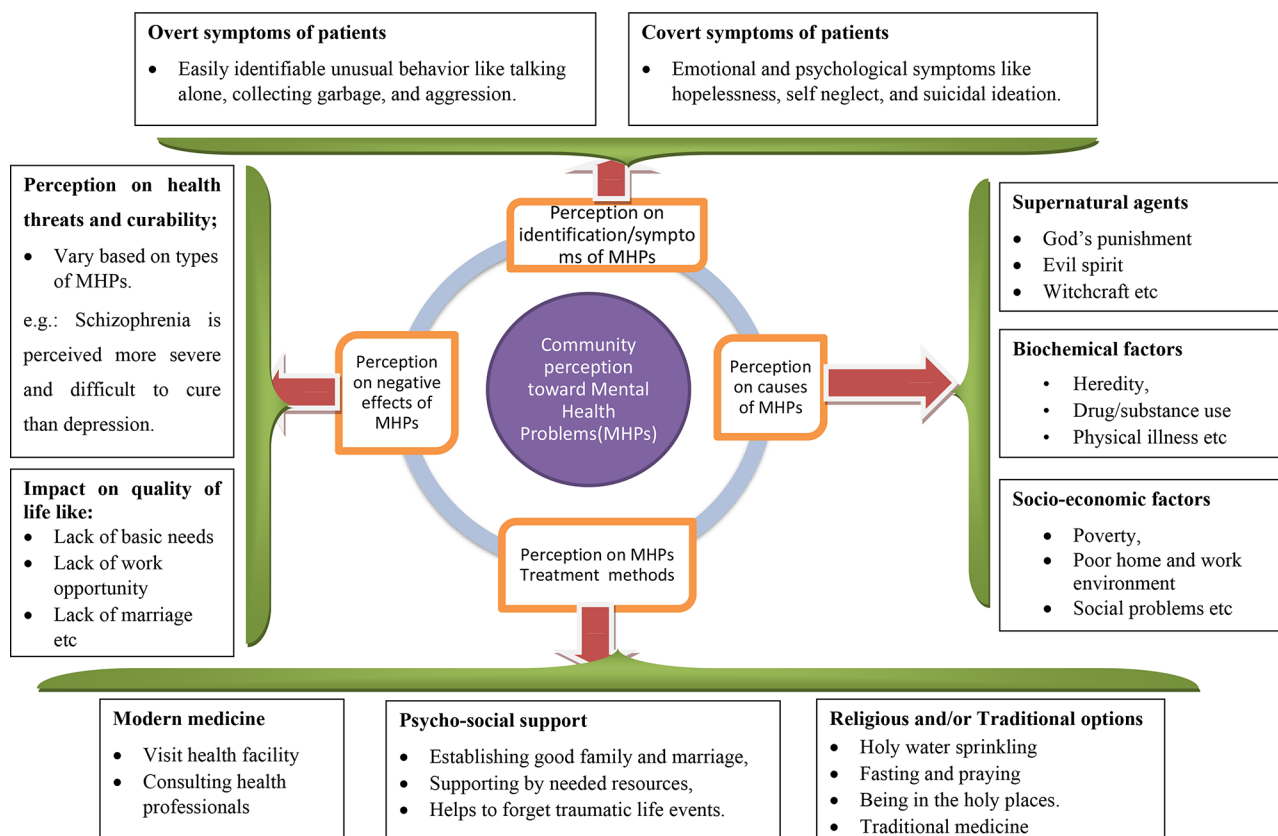 Overt symptoms of patients
• Easily identifiable unusual behavior like talking
alone, collecting garbage, and aggression.
Covert symptoms of patients
• Emotional and psychological symptoms like
hopelessness, self neglect, and suicidal ideation.
Perception on health
threats and curability;
• Vary based on types
of MHPs.
e.g.: Schizophrenia is
perceived more severe
and difficult to cure
than depression.
Impact on quality of
life like:
• Lack of basic needs
• Lack of work
opportunity
• Lack of marriage
etc
Perception on
identification/sympto
ms of MHPs
Perception
on negative
effects of
MHPs
Community
perception
toward Mental
Health
Problems(MHPs)
Perception
on causes
of MHPs
Perception on MHPs
Treatment methods
Supernatural agents
• God’s punishment
• Evil spirit
• Witchcraft etc
Biochemical factors
• Heredity,
• Drug/substance use
• Physical illness etc
Socio-economic factors
• Poverty,
• Poor home and work
environment
• Social problems etc
Modern medicine
• Visit health facility
• Consulting health
professionals
Psycho-social support
• Establishing good family and marriage,
• Supporting by needed resources,
• Helps to forget traumatic life events.
Religious and/or Traditional options
• Holy water sprinkling
• Fasting and praying
• Being in the holy places.
• Traditional medicine